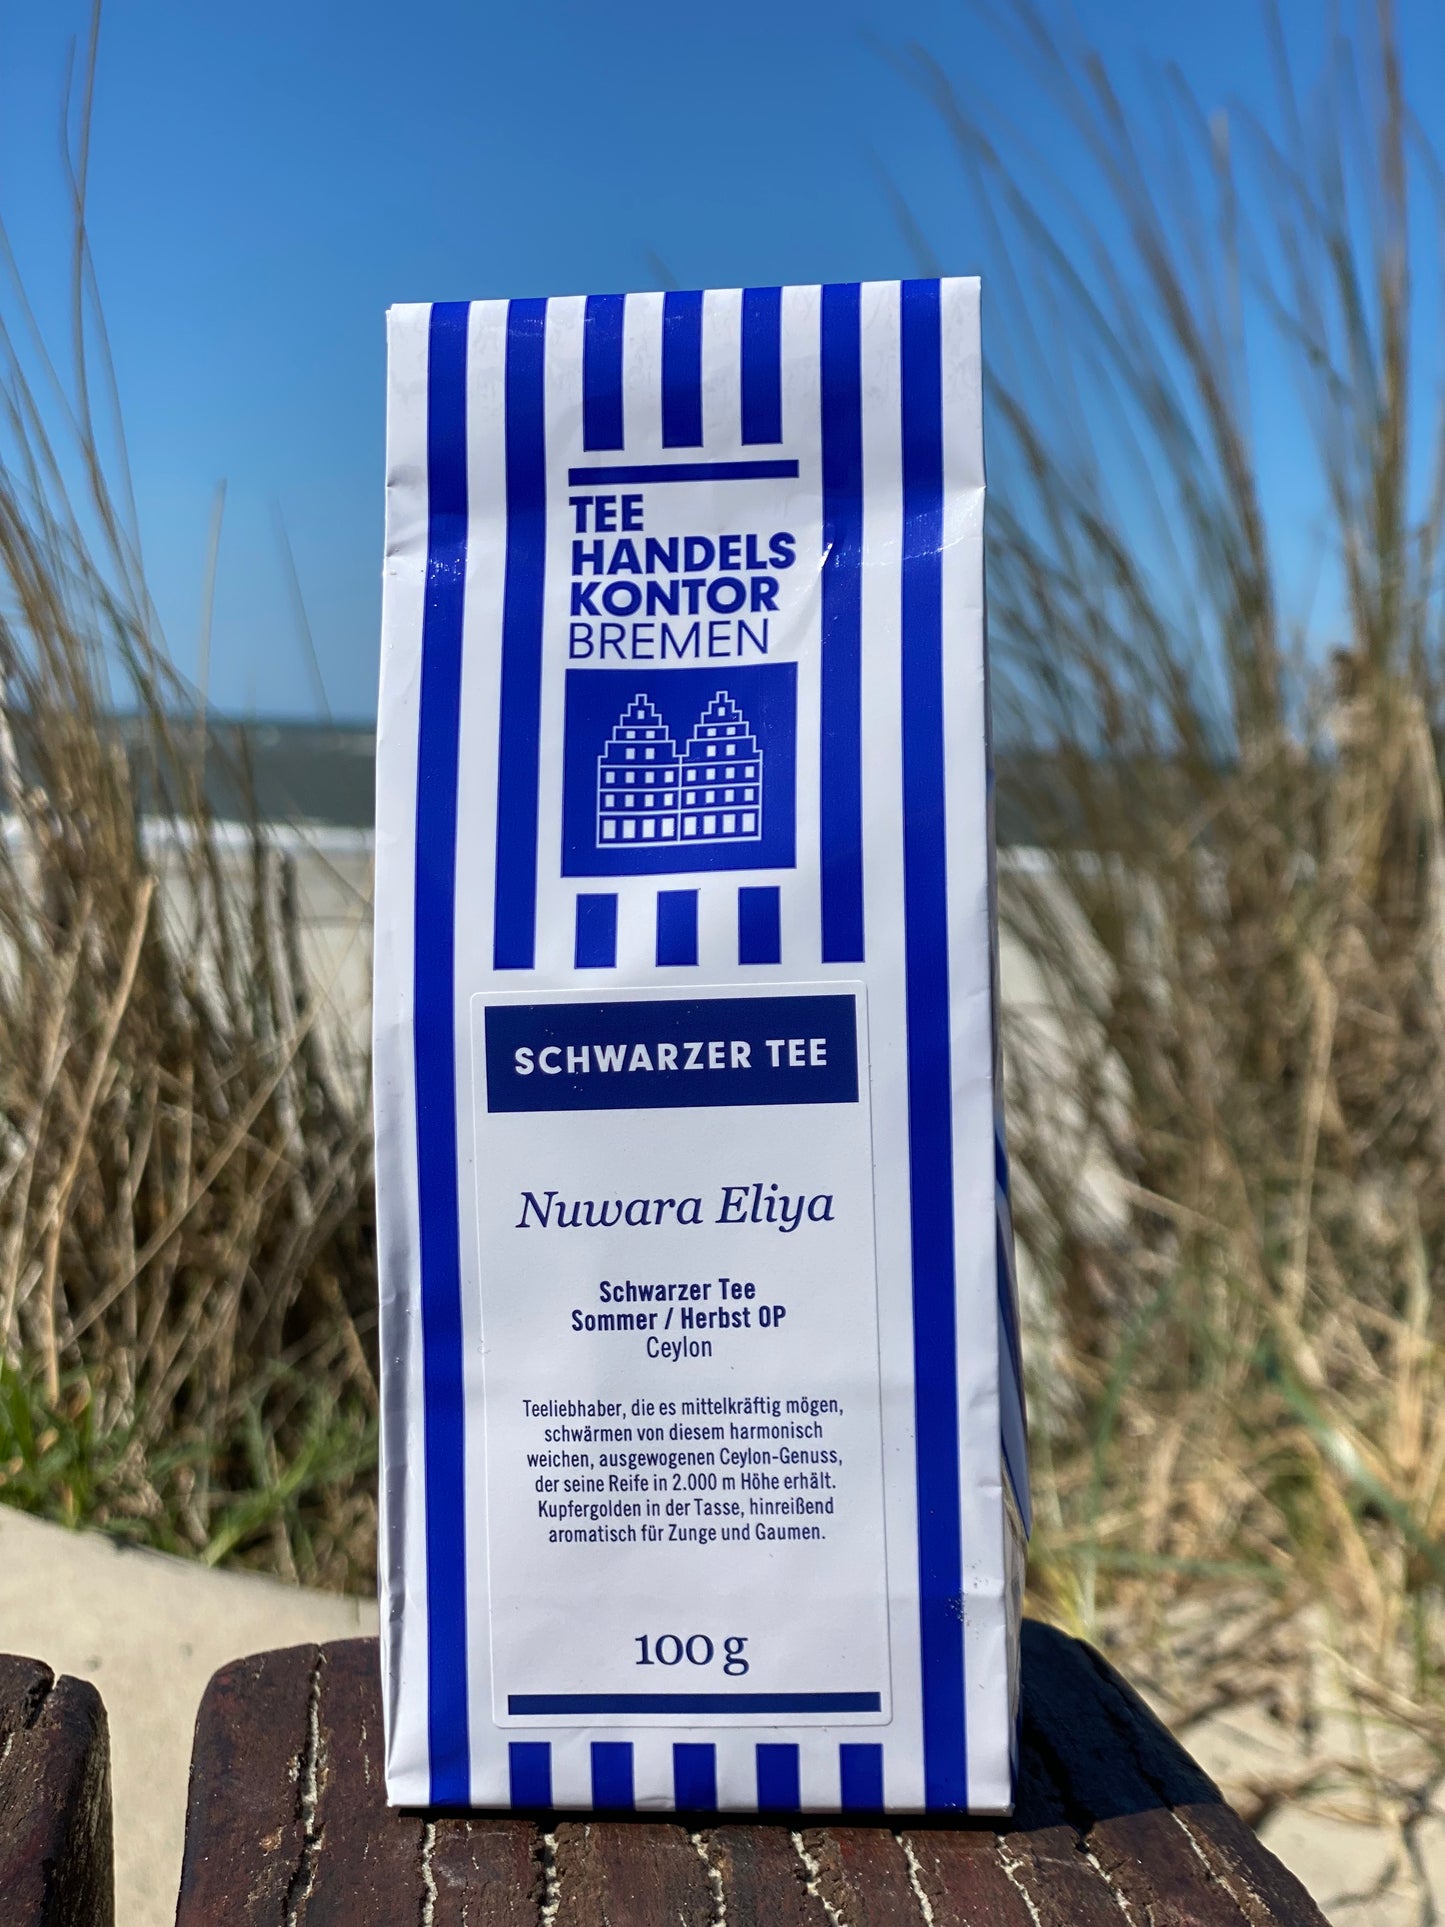 TEE
HANDELS
KONTOR
BREMEN
SCHWARZER TEE
Nuwara Eliya
Schwarzer Tee
Sommer / Herbst OP
Ceylon
Teeliebhaber, die es mittelkräftig mögen,
schwärmen von diesem harmonisch
weichen, ausgewogenen Ceylon-Genuss,
der seine Reife in 2.000 m Höhe erhält.
Kupfergolden in der Tasse, hinreißend
aromatisch für Zunge und Gaumen.
100 g